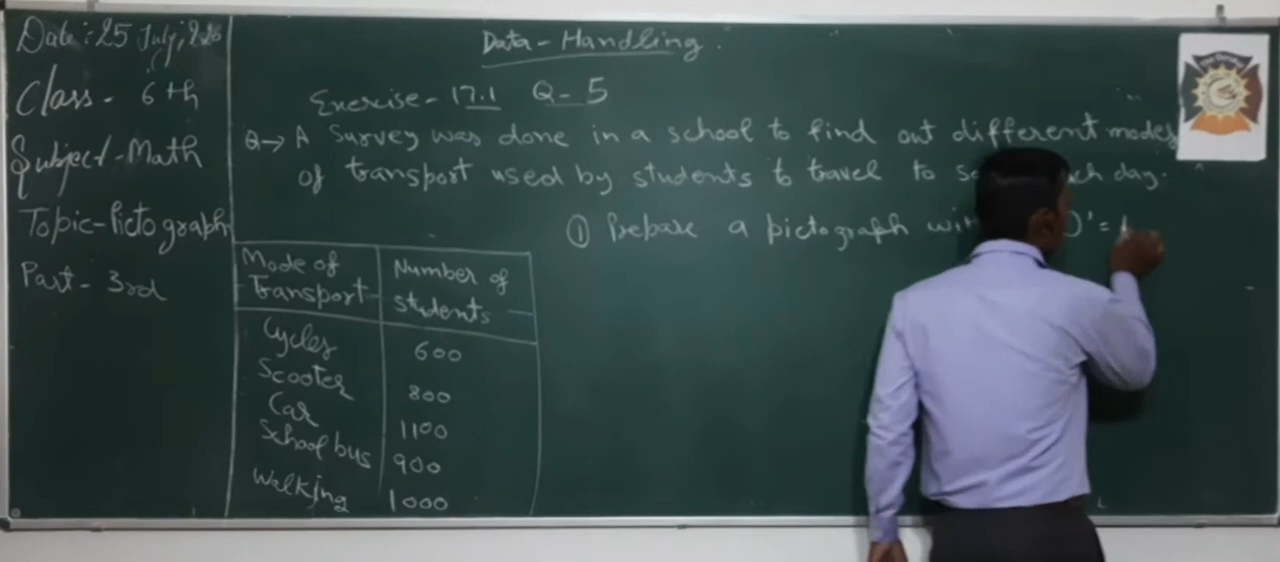 Date:25 July, 2020
Class- 6th
Subject-Math
Topic-Pictograph
Part- 3rd
Data-Handling.
Exercise- 17.1 Q-5
Q→ A Survey was done in a school to find out different modes
of transport used by students to travel to each day.
① Prepare a pictograph =
Mode of Transport Number of students
Cycles 600
Scooter 800
Car 1100
School bus 900
Walking 1000